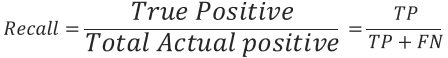 Recall = True Positive / Total Actual positive = TP / TP + FN